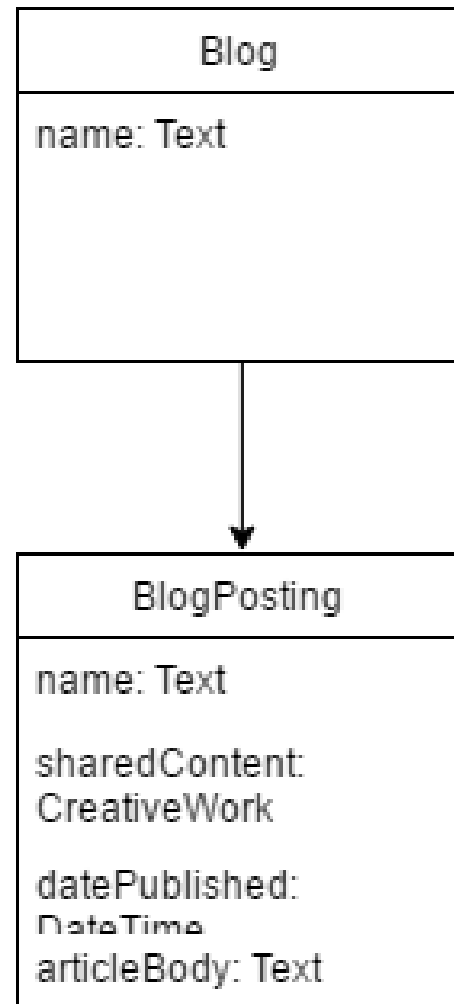 Blog
name: Text
BlogPosting
name: Text
sharedContent:
CreativeWork
datePublished:
DateTime
articleBody: Text